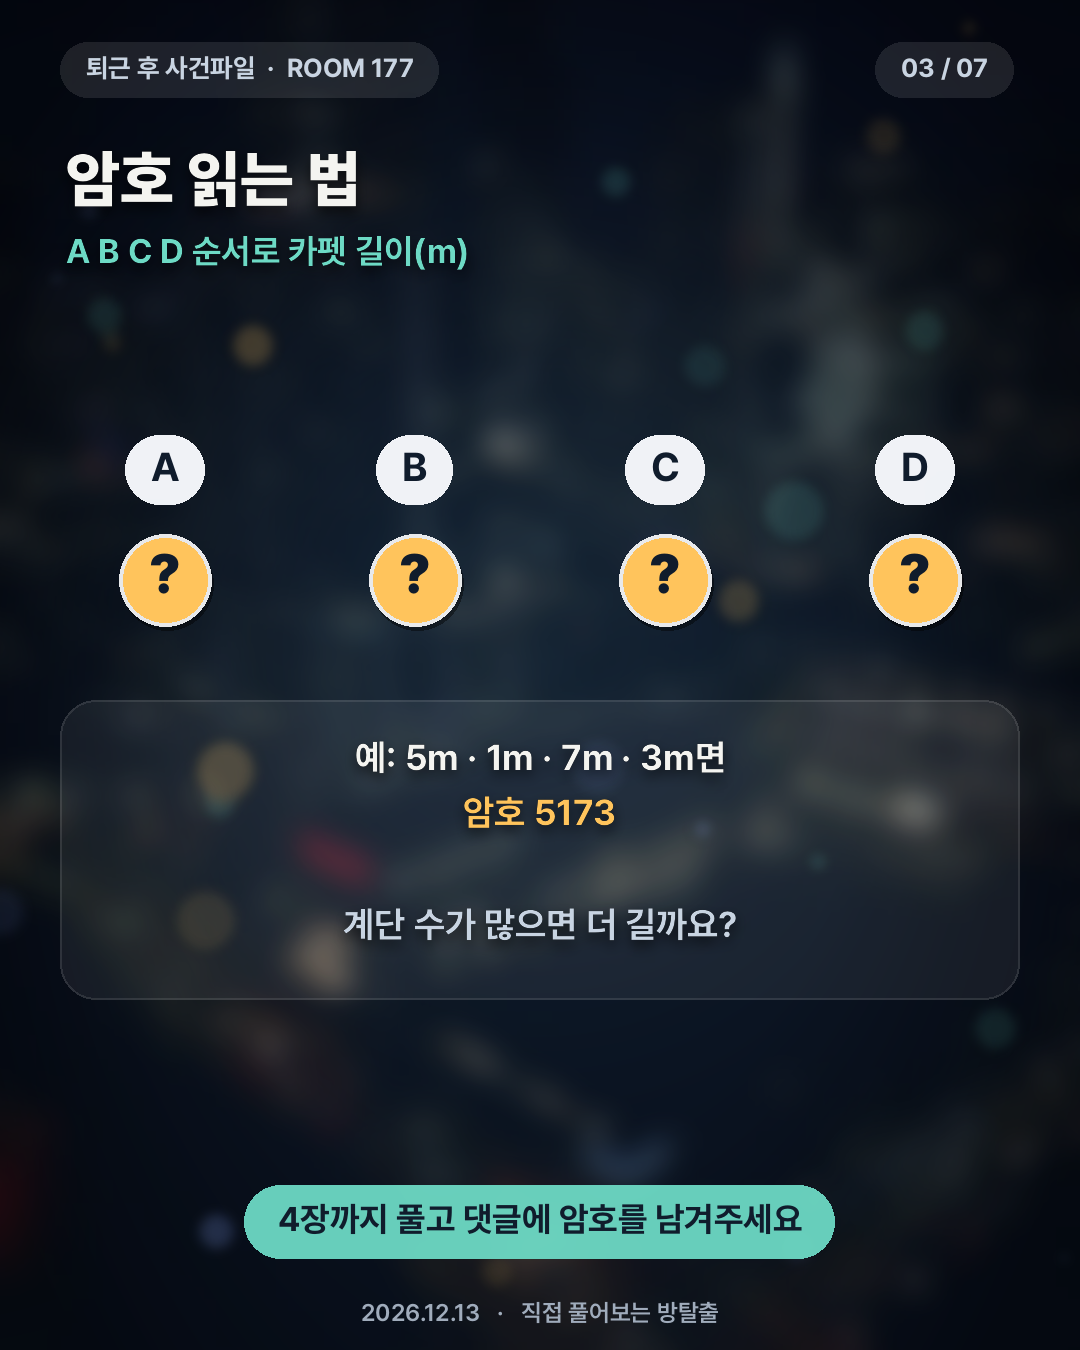 퇴근 후 사건파일 · ROOM 177
03 / 07
암호 읽는 법
A B C D 순서로 카펫 길이(m)
A B C D
? ? ? ?
예: 5m · 1m · 7m · 3m면
암호 5173
계단 수가 많으면 더 길까요?
4장까지 풀고 댓글에 암호를 남겨주세요
2026.12.13 · 직접 풀어보는 방탈출